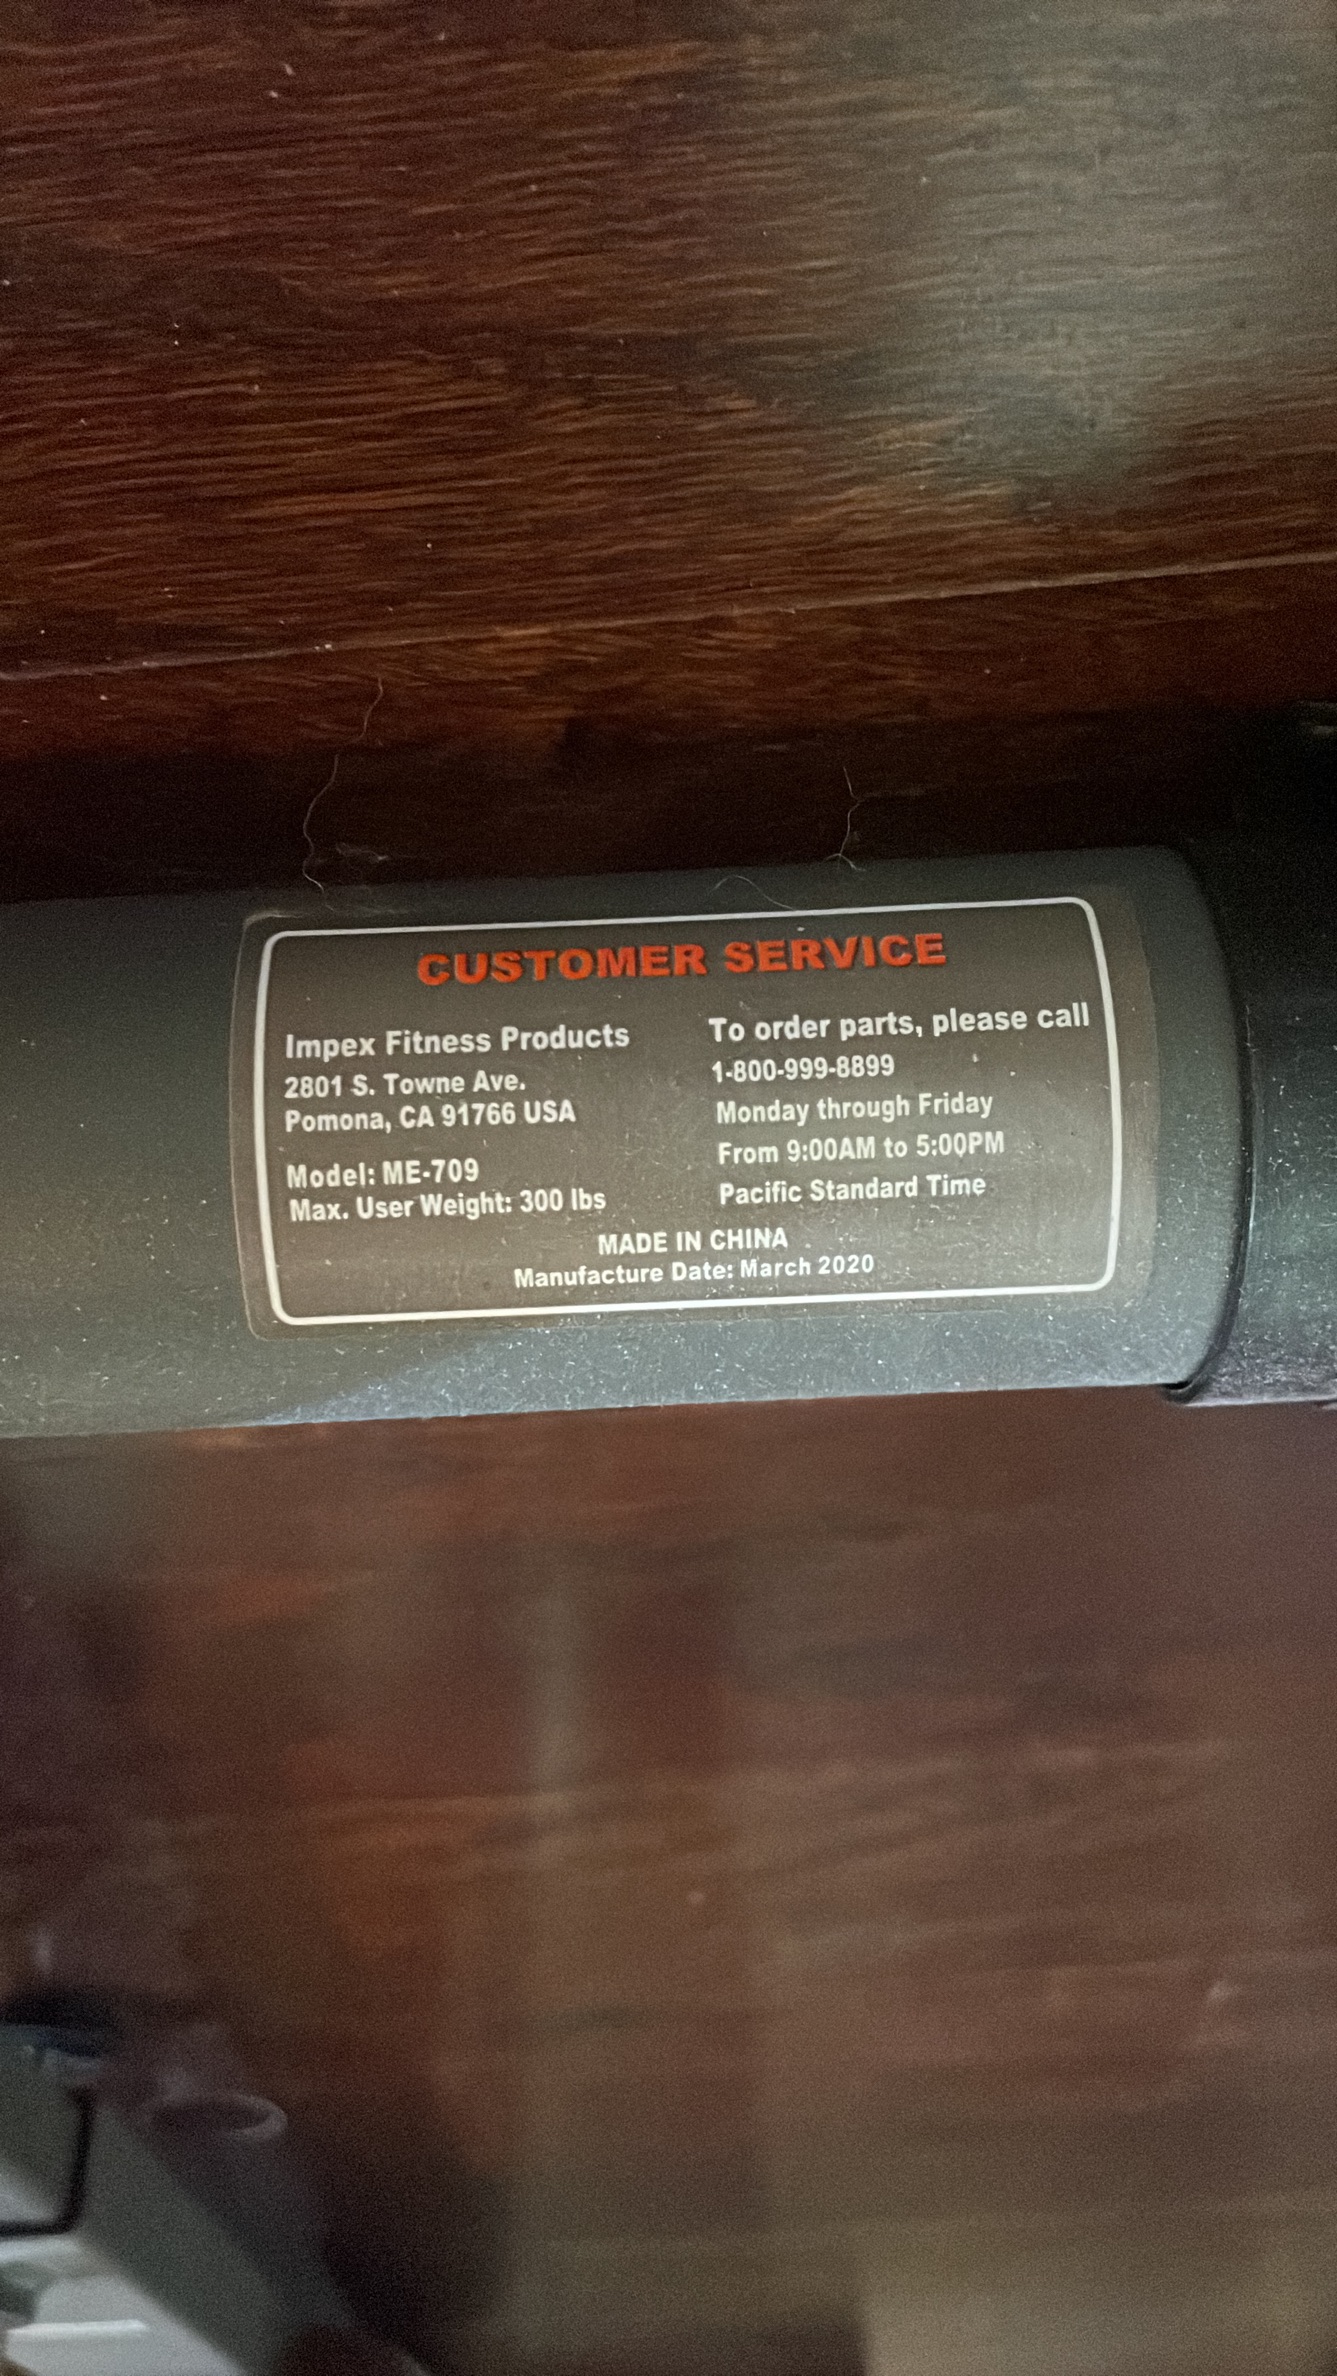 CUSTOMER SERVICE
Impex Fitness Products
2801 S. Towne Ave.
Pomona, CA 91766 USA
Model: ME-709
Max. User Weight: 300 lbs
To order parts, please call
1-800-999-8899
Monday through Friday
From 9:00AM to 5:00PM
Pacific Standard Time
MADE IN CHINA
Manufacture Date: March 2020